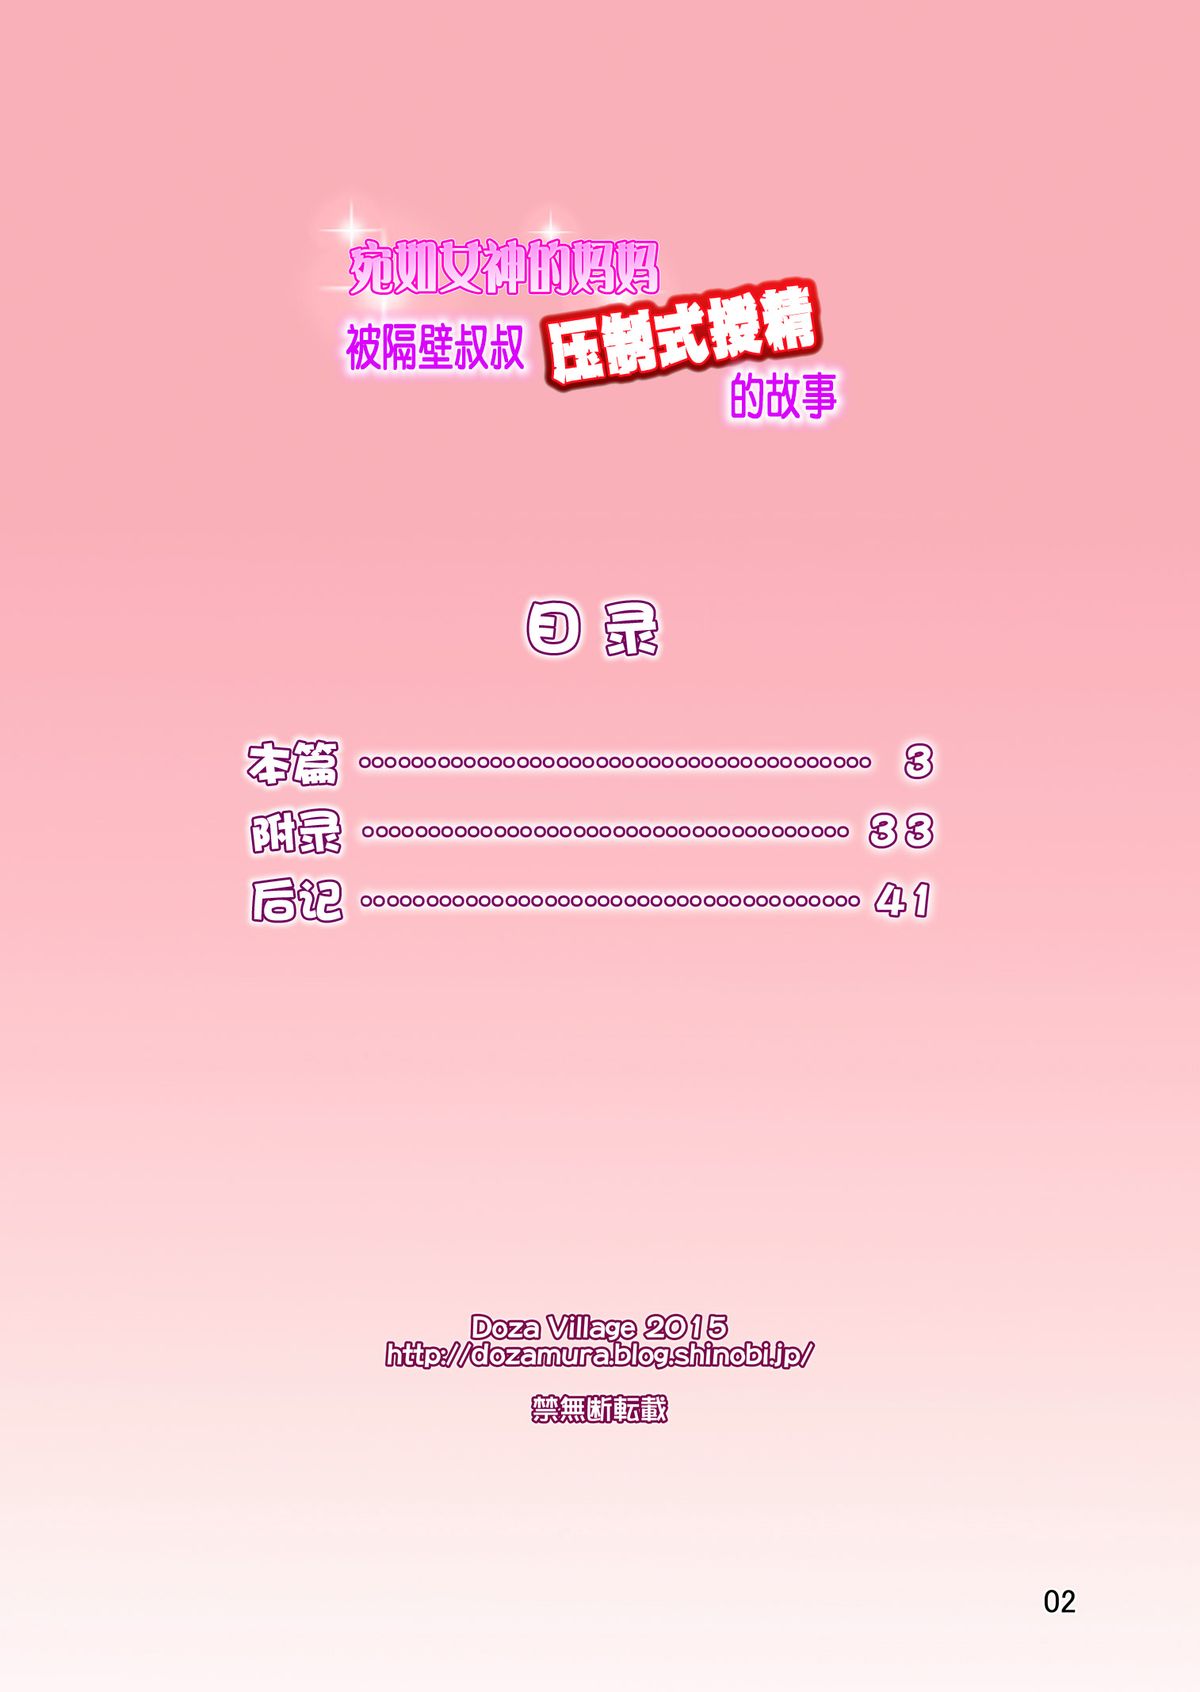 宛如女神的妈妈
被隔壁叔叔 压制式授精
的故事
目录
本篇 3
附录 33
后记 41
Doza Village 2015
http://dozamura.blog.shinobi.jp/
禁無断転載
02